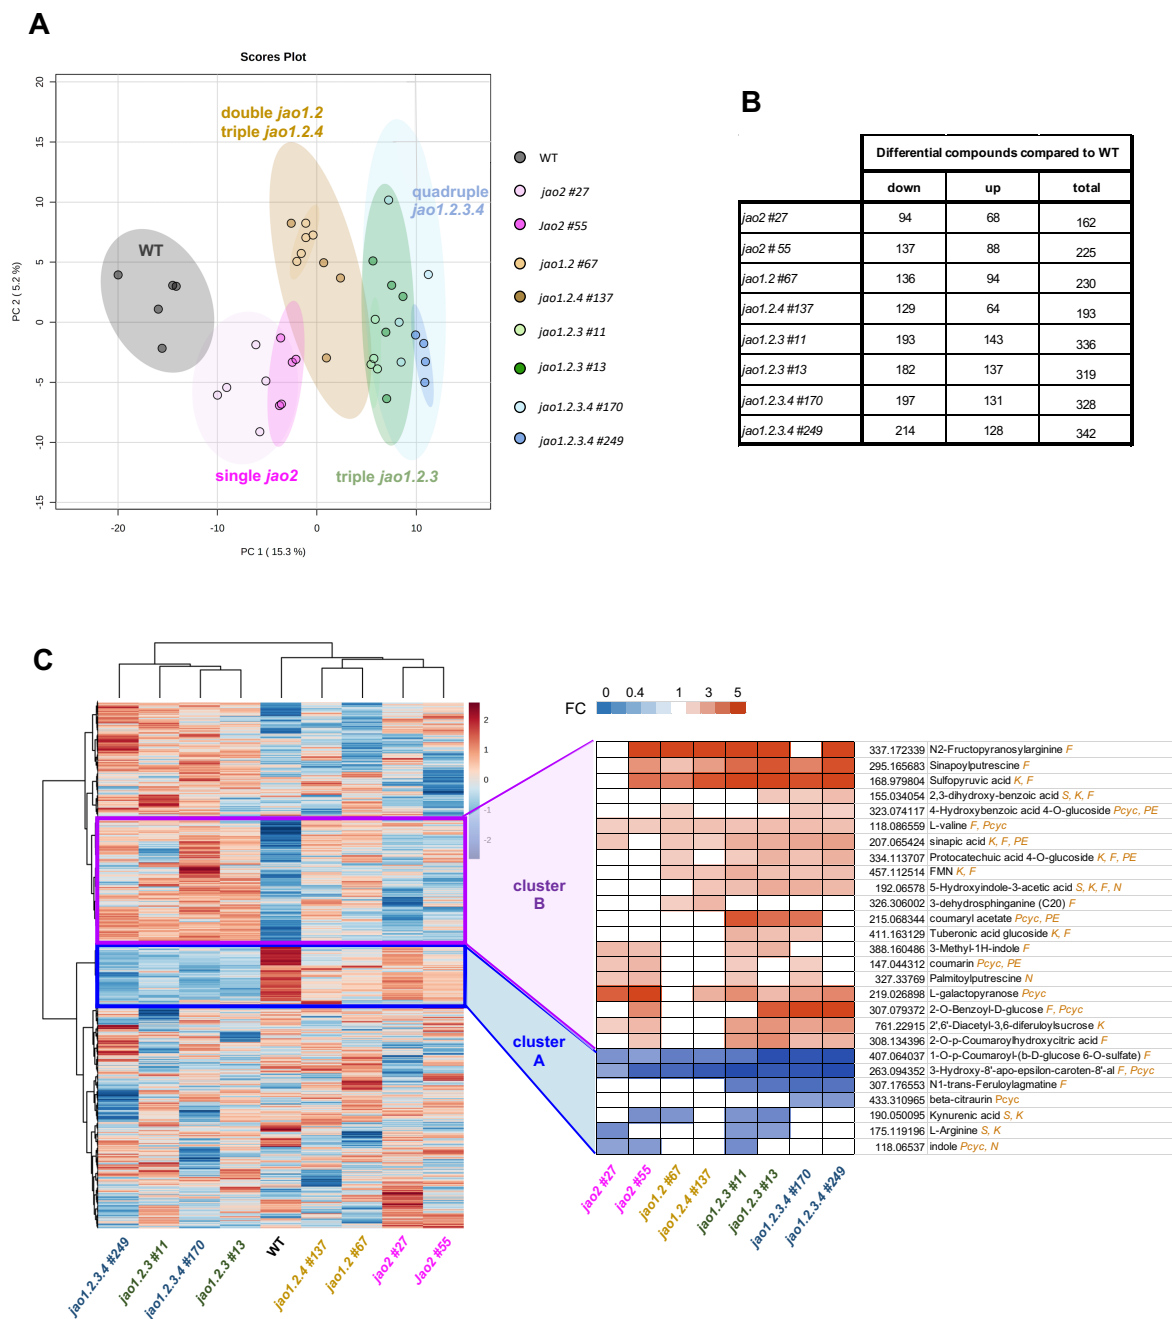 A
Scores Plot
double jao1.2
triple jao1.2.4
quadruple
jao1.2.3.4
WT
single jao2
triple jao1.2.3
20
15
10
5
0
-5
-10
-15
PC 2 ( 5.2 %)
-20
-10
0
10
PC 1 ( 15.3 %)
WT
jao2 #27
Jao2 #55
jao1.2 #67
jao1.2.4 #137
jao1.2.3 #11
jao1.2.3 #13
jao1.2.3.4 #170
jao1.2.3.4 #249
B
Differential compounds compared to WT
down up total
jao2 #27 94 68 162
jao2 # 55 137 88 225
jao1.2 #67 136 94 230
jao1.2.4 #137 129 64 193
jao1.2.3 #11 193 143 336
jao1.2.3 #13 182 137 319
jao1.2.3.4 #170 197 131 328
jao1.2.3.4 #249 214 128 342
C
2
1
0
-1
-2
jao1.2.3.4 #249
jao1.2.3 #11
jao1.2.3.4 #170
jao1.2.3 #13
WT
jao1.2.4 #137
jao1.2 #67
jao2 #27
Jao2 #55
cluster
B
cluster
A
FC 0 0.4 1 3 5
337.172339 N2-Fructopyranosylarginine F
295.165683 Sinapoylputrescine F
168.979804 Sulfopyruvic acid K, F
155.034054 2,3-dihydroxy-benzoic acid S, K, F
323.074117 4-Hydroxybenzoic acid 4-O-glucoside Pcyc, PE
118.086559 L-valine F, Pcyc
207.065424 sinapic acid K, F, PE
334.113707 Protocatechuic acid 4-O-glucoside K, F, PE
457.112514 FMN K, F
192.06578 5-Hydroxyindole-3-acetic acid S, K, F, N
326.306002 3-dehydrosphinganine (C20) F
215.068344 coumaryl acetate Pcyc, PE
411.163129 Tuberonic acid glucoside K, F
388.160486 3-Methyl-1H-indole F
147.044312 coumarin Pcyc, PE
327.33769 Palmitoylputrescine N
219.026898 L-galactopyranose Pcyc
307.079372 2-O-Benzoyl-D-glucose F, Pcyc
761.22915 2',6'-Diacetyl-3,6-diferuloylsucrose K
308.134396 2-O-p-Coumaroylhydroxycitric acid F
407.064037 1-O-p-Coumaroyl-(b-D-glucose 6-O-sulfate) F
263.094352 3-Hydroxy-8'-apo-epsilon-caroten-8'-al F, Pcyc
307.176553 N1-trans-Feruloylagmatine F
433.310965 beta-citraurin Pcyc
190.050095 Kynurenic acid S, K
175.119196 L-Arginine S, K
118.06537 indole Pcyc, N
jao2 #27
jao2 #55
jao1.2 #67
jao1.2.4 #137
jao1.2.3 #11
jao1.2.3 #13
jao1.2.3.4 #170
jao1.2.3.4 #249